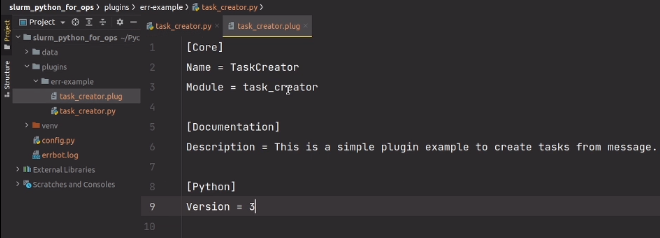 slurm_python_for_ops > plugins > err-example > task_creator.py
Project
task_creator.py × task_creator.plug ×
slurm_python_for_ops ~/Pyc
data
plugins
err-example
task_creator.plug
task_creator.py
venv
config.py
errbot.log
External Libraries
Scratches and Consoles
Project
Structure
1 [Core]
2 Name = TaskCreator
3 Module = task_creator
4
5 [Documentation]
6 Description = This is a simple plugin example to create tasks from message.
7
8 [Python]
9 Version = 3
10